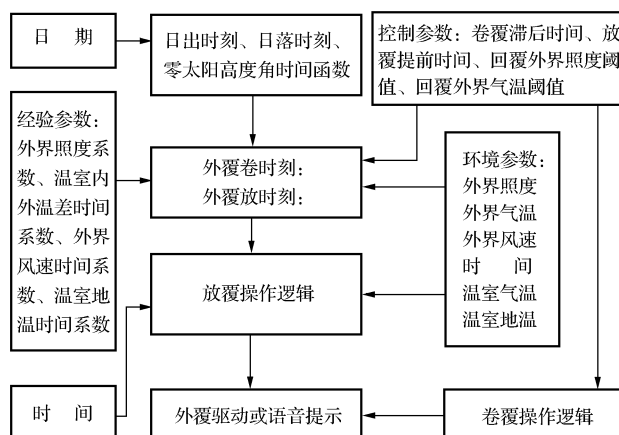 日 期
日出时刻、日落时刻、
零太阳高度角时间函数
控制参数：卷覆滞后时间、放
覆提前时间、回覆外界照度阈
值、回覆外界气温阈值
经验参数：
外界照度系
数、温室内
外温差时间
系数、外界
风速时间系
数、温室地
温时间系数
外覆卷时刻：
外覆放时刻：
环境参数：
外界照度
外界气温
外界风速
时 间
温室气温
温室地温
放覆操作逻辑
时 间
外覆驱动或语音提示
卷覆操作逻辑